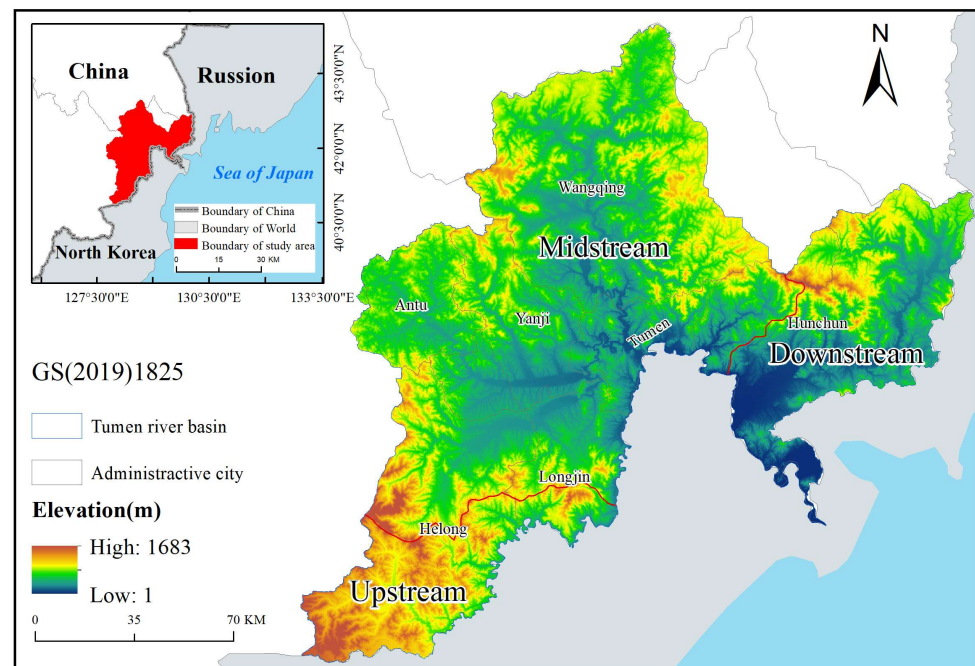 China
Russion
Sea of Japan
North Korea
Boundary of China
Boundary of World
Boundary of study area
0 15 30 KM
43°30'0"N
42°0'0"N
40°30'0"N
127°30'0"E
130°30'0"E
133°30'0"E
N
Wangqing
Midstream
Antu
Yanji
Tumen
Hunchun
Downstream
Longjin
Helong
Upstream
GS(2019)1825
Tumen river basin
Administractive city
Elevation(m)
High: 1683
Low: 1
0 35 70 KM